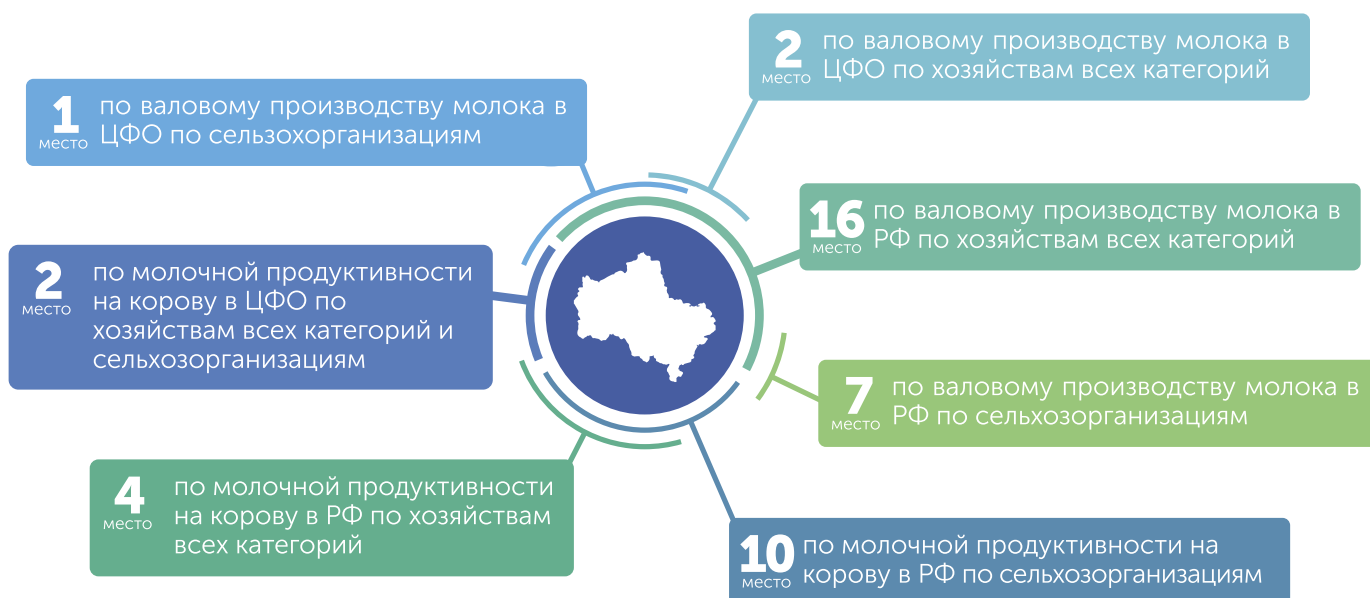 1
место
по валовому производству молока в
ЦФО по сельзохорганизациям
2
место
по валовому производству молока в
ЦФО по хозяйствам всех категорий
16
место
по валовому производству молока в
РФ по хозяйствам всех категорий
2
место
по молочной продуктивности
на корову в ЦФО по
хозяйствам всех категорий и
сельхозорганизациям
7
место
по валовому производству молока в
РФ по сельхозорганизациям
4
место
по молочной продуктивности
на корову в РФ по хозяйствам
всех категорий
10
место
по молочной продуктивности на
корову в РФ по сельхозорганизациям